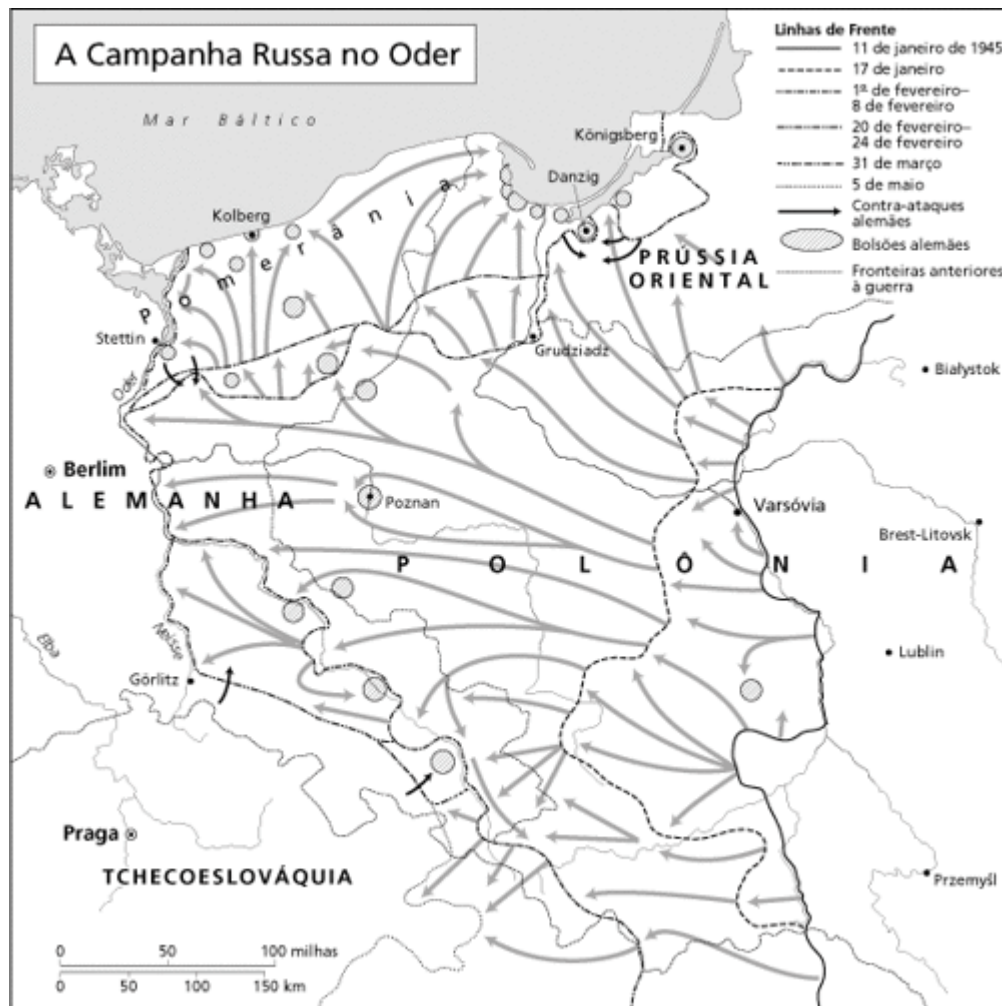 A Campanha Russa no Oder
Linhas de Frente
11 de janeiro de 1945
17 de janeiro
1º de fevereiro–
8 de fevereiro
20 de fevereiro–
24 de fevereiro
31 de março
5 de maio
Contra-ataques
alemães
Bolsões alemães
Fronteiras anteriores
à guerra
Mar Báltico
Königsberg
Danzig
Kolberg
Pomerania
PRÚSSIA
ORIENTAL
Stettin
Grudziadz
Białystok
Oder
Berlim
ALEMANHA
Poznan
Varsóvia
Brest-Litovsk
POLÔNIA
Elba
Neisse
Lublin
Görlitz
Praga
TCHECOESLOVÁQUIA
Przemyśl
0 50 100 milhas
0 50 100 150 km